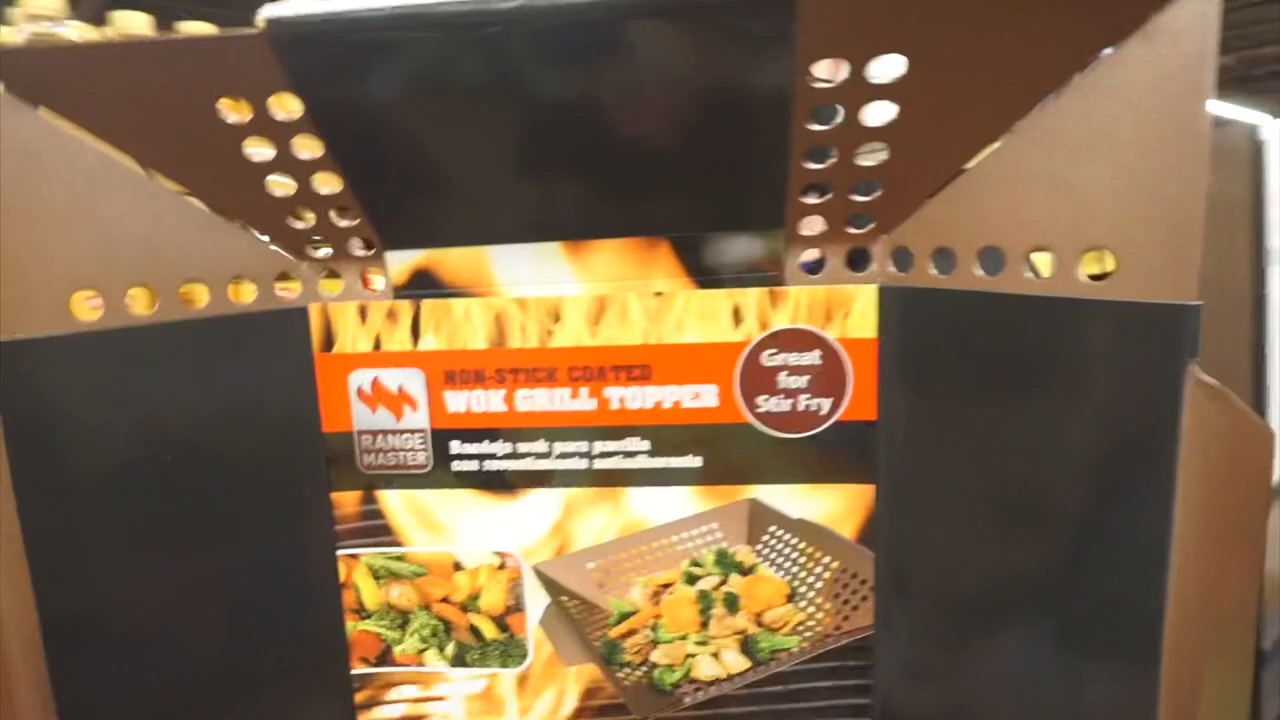 NON-STICK COATED
WOK GRILL TOPPER
Great
for
Stir Fry
RANGE
MASTER
Bandeja wok para parrilla
con revestimiento antiadherente